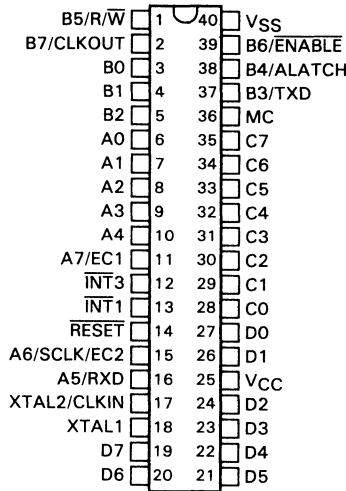 B5/R/W̅ 1 40 VSS
B7/CLKOUT 2 39 B6/E̅N̅A̅B̅L̅E̅
B0 3 38 B4/ALATCH
B1 4 37 B3/TXD
B2 5 36 MC
A0 6 35 C7
A1 7 34 C6
A2 8 33 C5
A3 9 32 C4
A4 10 31 C3
A7/EC1 11 30 C2
I̅N̅T̅3 12 29 C1
I̅N̅T̅1 13 28 C0
R̅E̅S̅E̅T̅ 14 27 D0
A6/SCLK/EC2 15 26 D1
A5/RXD 16 25 VCC
XTAL2/CLKIN 17 24 D2
XTAL1 18 23 D3
D7 19 22 D4
D6 20 21 D5